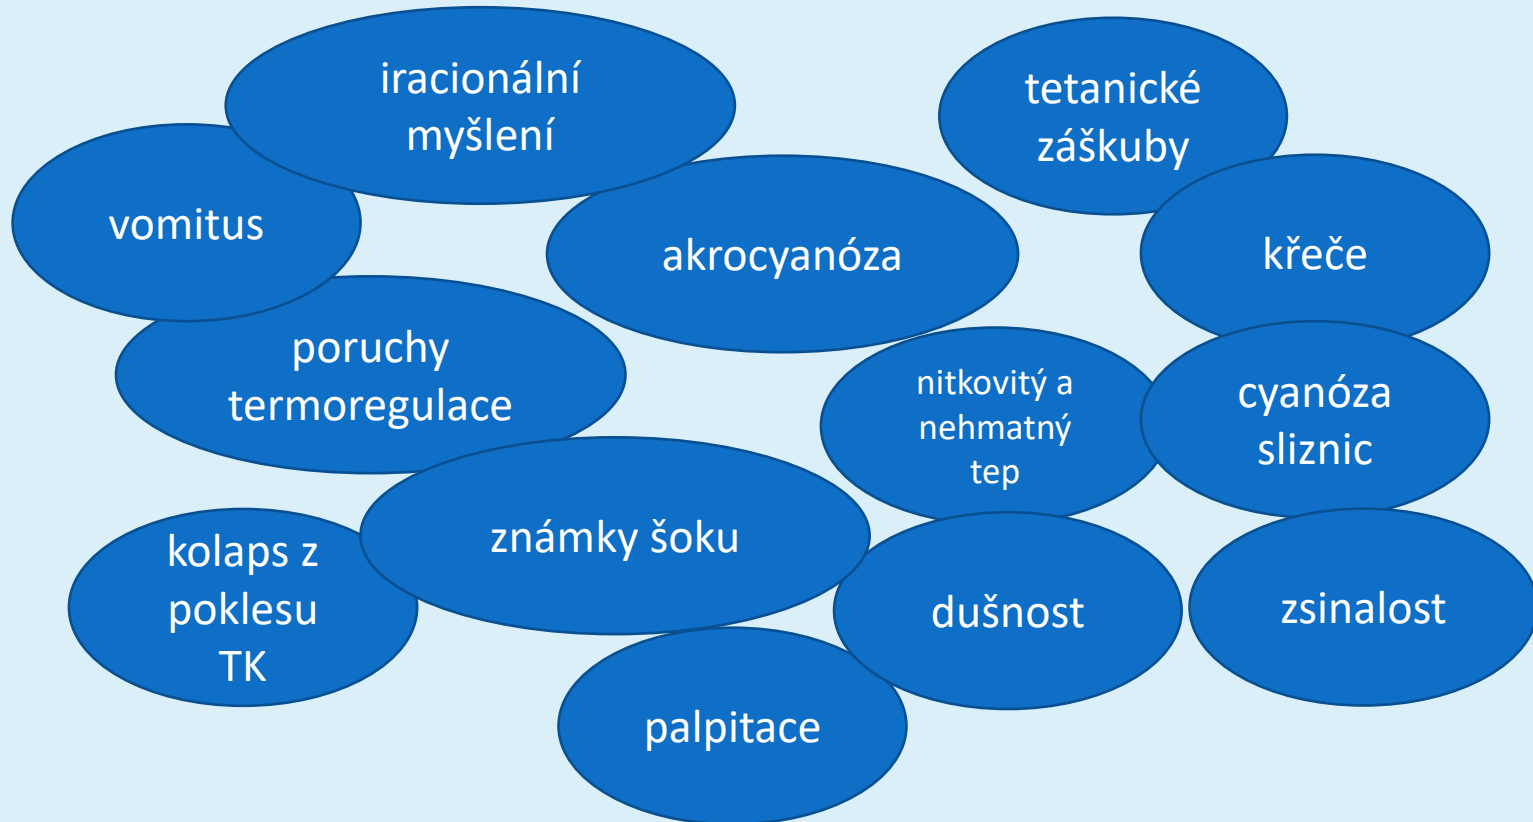 iracionální
myšlení
tetanické
záškuby
vomitus
akrocyanóza
křeče
poruchy
termoregulace
nitkovitý a
nehmatný
tep
cyanóza
sliznic
známky šoku
kolaps z
poklesu
TK
dušnost
zsinalost
palpitace